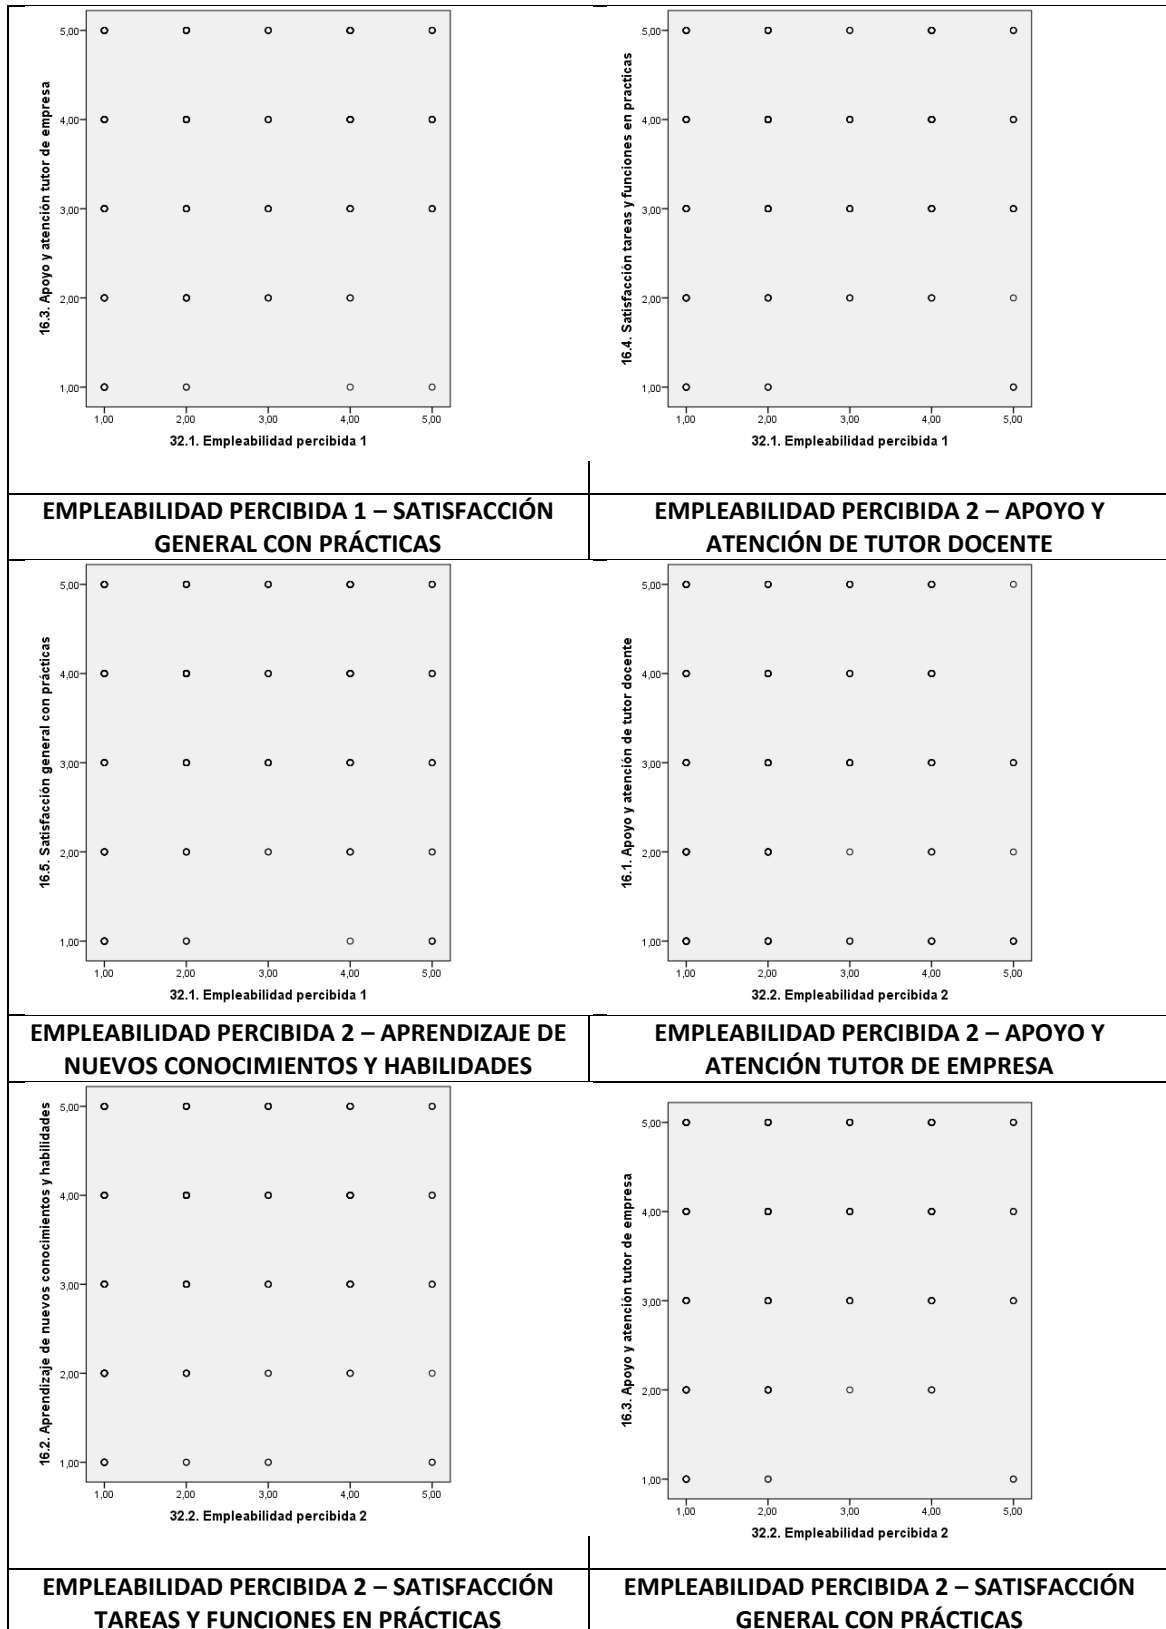 5,00
4,00
3,00
2,00
1,00
16.3. Apoyo y atención tutor de empresa
1,00 2,00 3,00 4,00 5,00
32.1. Empleabilidad percibida 1
5,00
4,00
3,00
2,00
1,00
16.4. Satisfacción tareas y funciones en practicas
1,00 2,00 3,00 4,00 5,00
32.1. Empleabilidad percibida 1
EMPLEABILIDAD PERCIBIDA 1 – SATISFACCIÓN
GENERAL CON PRÁCTICAS
EMPLEABILIDAD PERCIBIDA 2 – APOYO Y
ATENCIÓN DE TUTOR DOCENTE
5,00
4,00
3,00
2,00
1,00
16.5. Satisfacción general con prácticas
1,00 2,00 3,00 4,00 5,00
32.1. Empleabilidad percibida 1
5,00
4,00
3,00
2,00
1,00
16.1. Apoyo y atención de tutor docente
1,00 2,00 3,00 4,00 5,00
32.2. Empleabilidad percibida 2
EMPLEABILIDAD PERCIBIDA 2 – APRENDIZAJE DE
NUEVOS CONOCIMIENTOS Y HABILIDADES
EMPLEABILIDAD PERCIBIDA 2 – APOYO Y
ATENCIÓN TUTOR DE EMPRESA
5,00
4,00
3,00
2,00
1,00
16.2. Aprendizaje de nuevos conocimientos y habilidades
1,00 2,00 3,00 4,00 5,00
32.2. Empleabilidad percibida 2
5,00
4,00
3,00
2,00
1,00
16.3. Apoyo y atención tutor de empresa
1,00 2,00 3,00 4,00 5,00
32.2. Empleabilidad percibida 2
EMPLEABILIDAD PERCIBIDA 2 – SATISFACCIÓN
TAREAS Y FUNCIONES EN PRÁCTICAS
EMPLEABILIDAD PERCIBIDA 2 – SATISFACCIÓN
GENERAL CON PRÁCTICAS